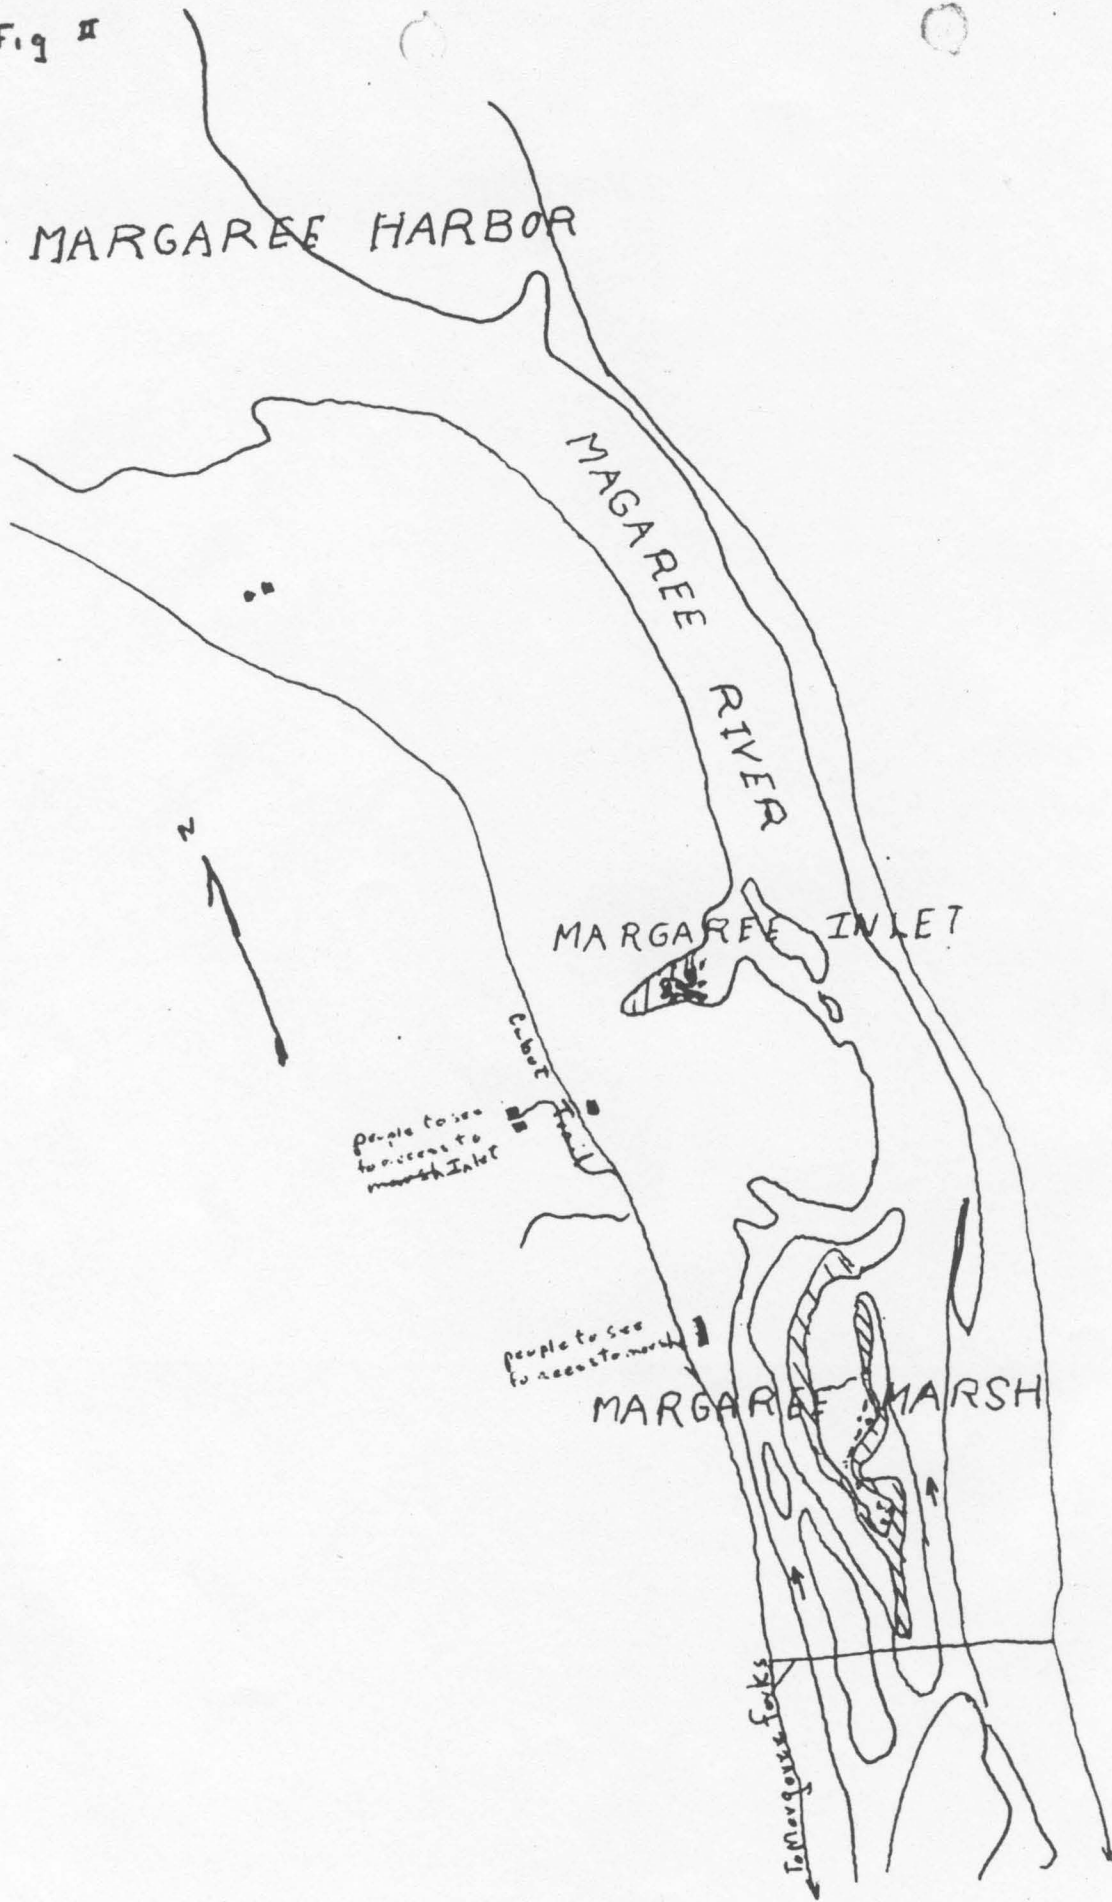 Fig II
MARGAREE HARBOR
MAGAREE RIVER
N
MARGAREE INLET
Cabot Trail
people to see
to access to
marsh Inlet
people to see
to access to marsh
MARGAREE MARSH
To Margaree Forks